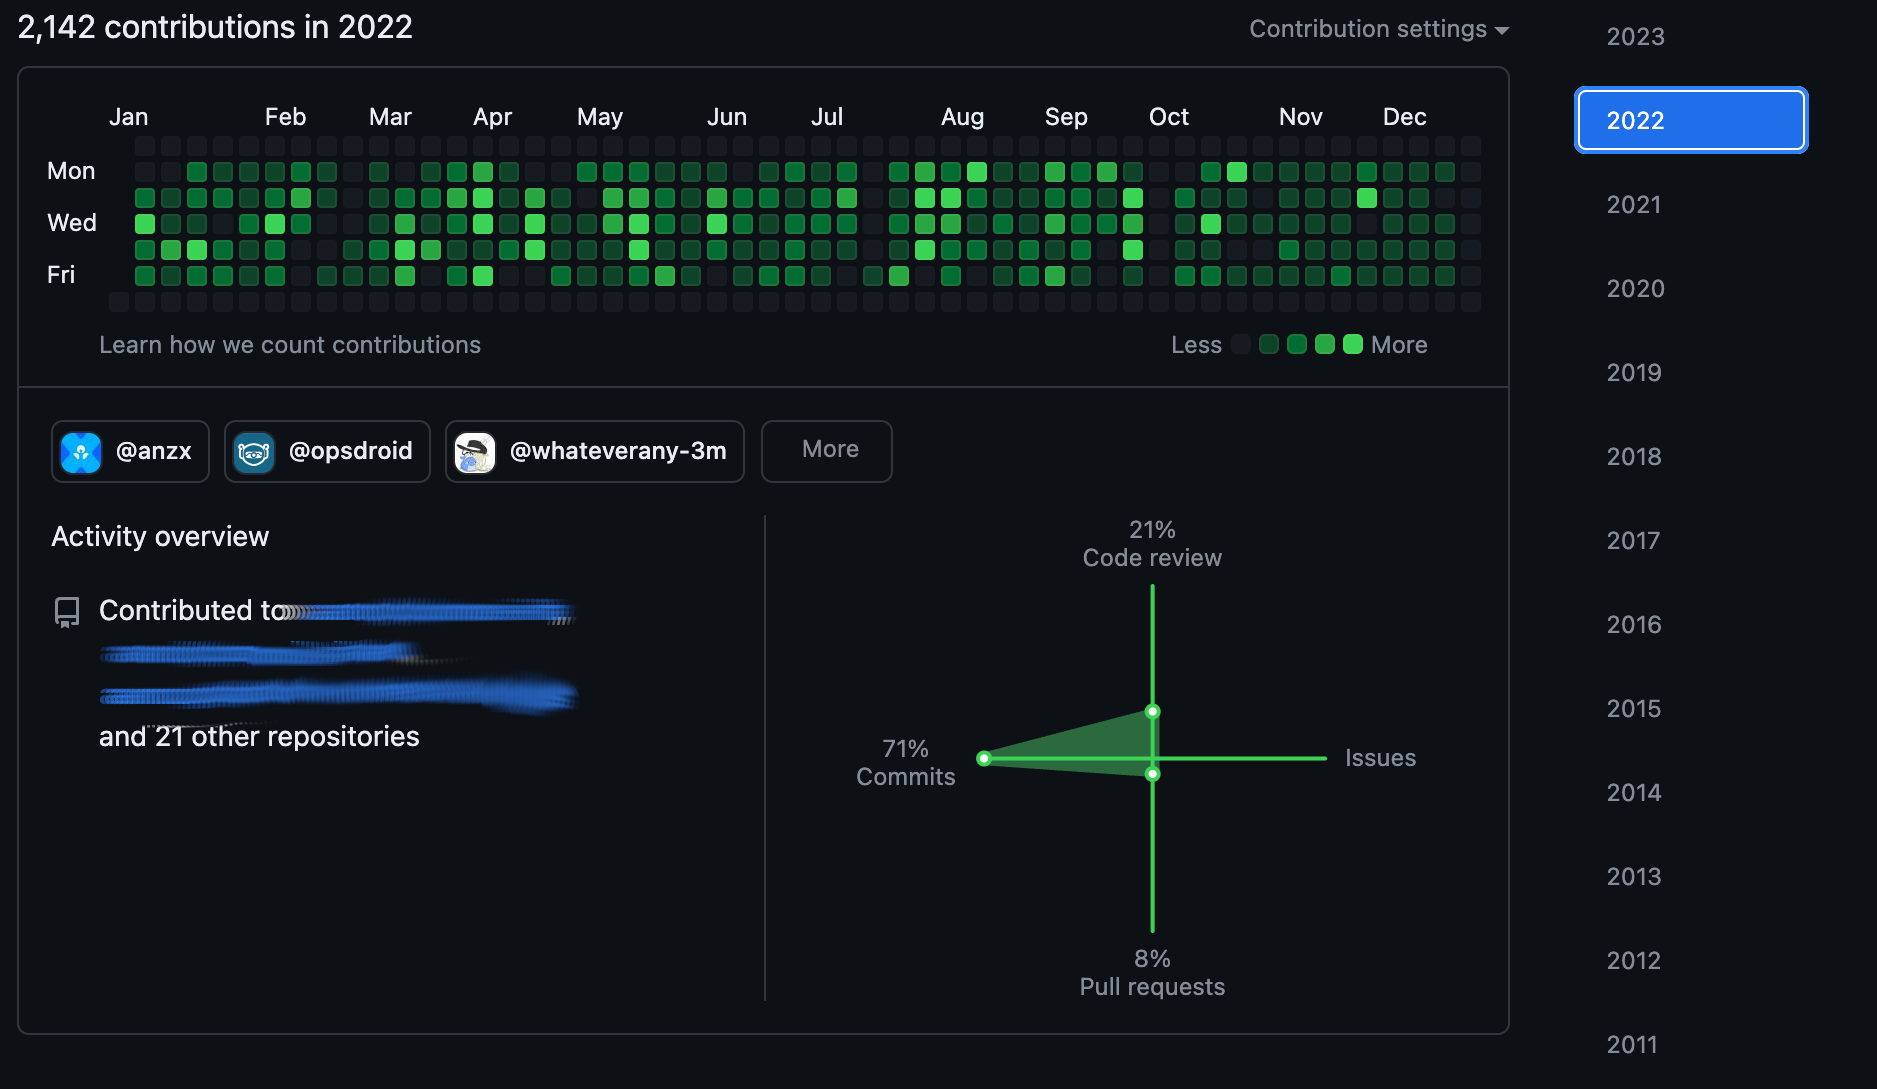 2,142 contributions in 2022
Contribution settings
Jan Feb Mar Apr May Jun Jul Aug Sep Oct Nov Dec
Mon
Wed
Fri
Learn how we count contributions
Less More
@anzx @opsdroid @whateverany-3m More
Activity overview
Contributed to
and 21 other repositories
21%
Code review
71%
Commits
Issues
8%
Pull requests
2023
2022
2021
2020
2019
2018
2017
2016
2015
2014
2013
2012
2011